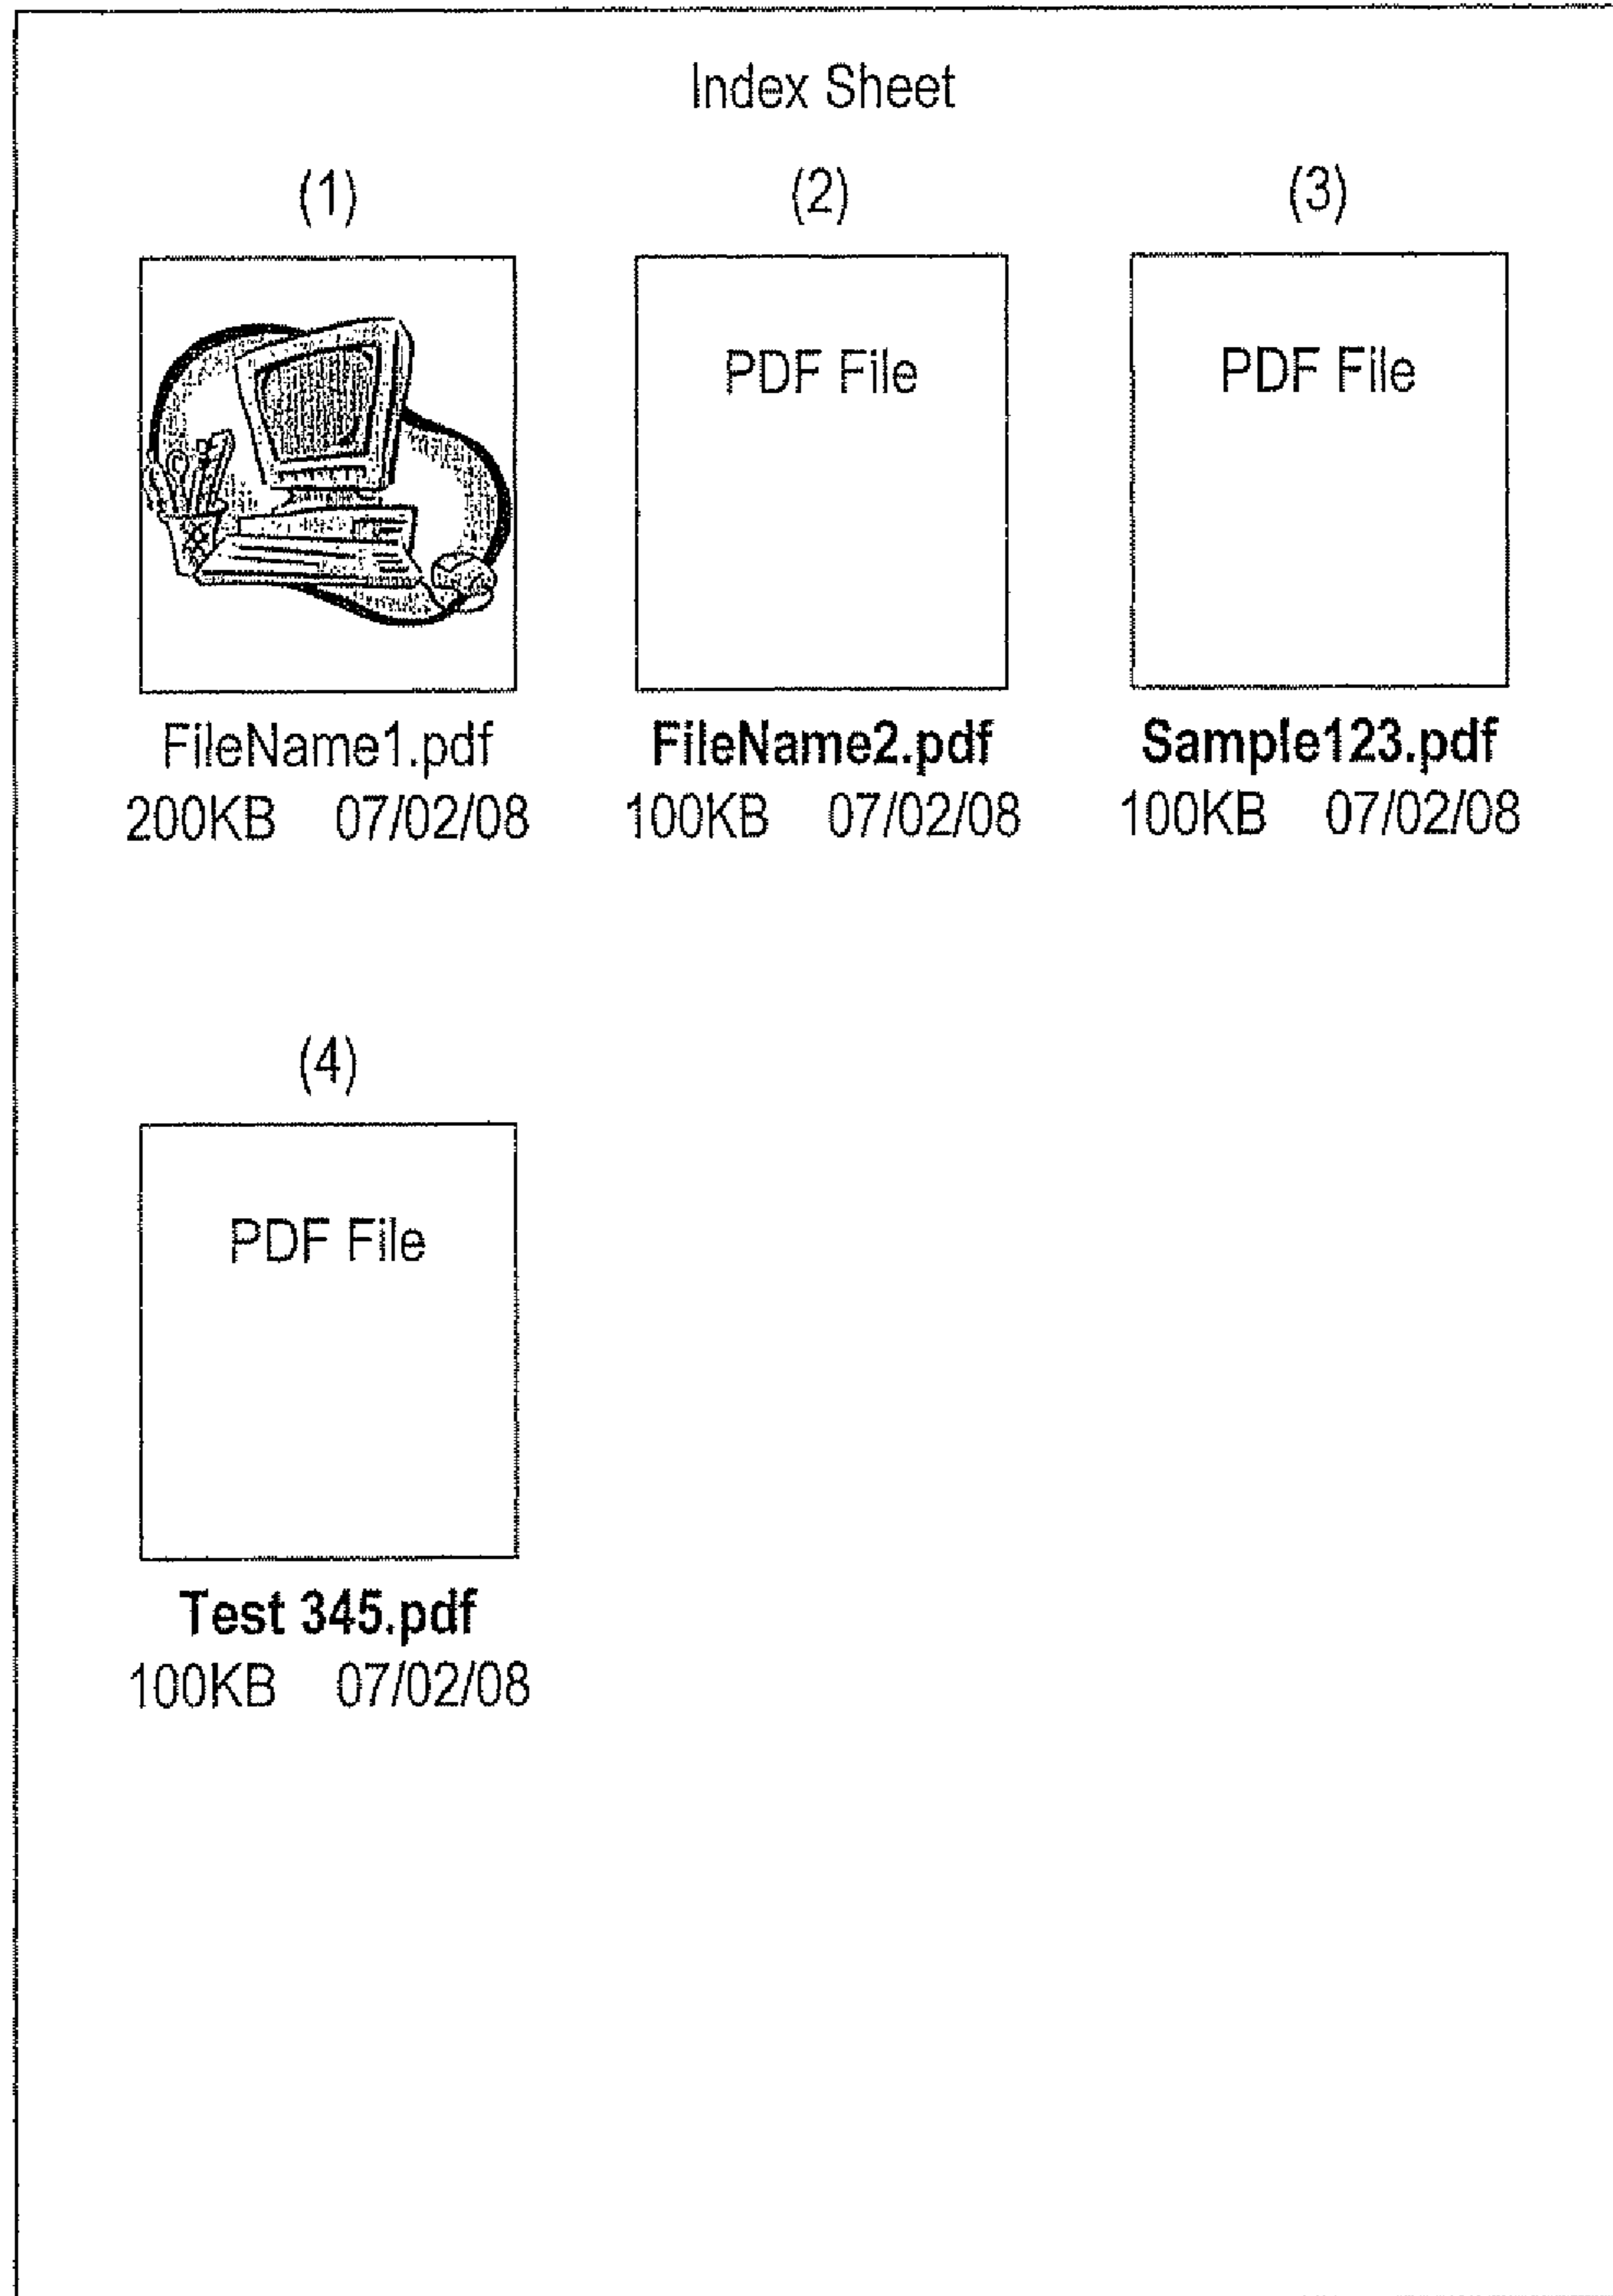 Index Sheet
(1) (2) (3)
PDF File PDF File
FileName1.pdf FileName2.pdf Sample123.pdf
200KB 07/02/08 100KB 07/02/08 100KB 07/02/08
(4)
PDF File
Test 345.pdf
100KB 07/02/08